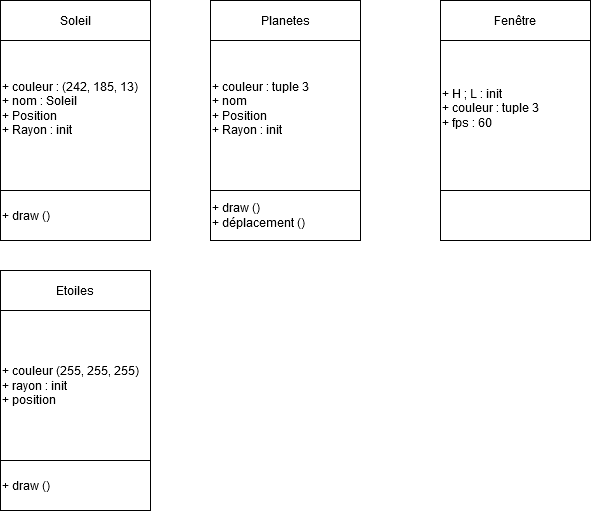 Soleil
+ couleur : (242, 185, 13)
+ nom : Soleil
+ Position
+ Rayon : init
+ draw ()
Planetes
+ couleur : tuple 3
+ nom
+ Position
+ Rayon : init
+ draw ()
+ déplacement ()
Fenêtre
+ H ; L : init
+ couleur : tuple 3
+ fps : 60
Etoiles
+ couleur (255, 255, 255)
+ rayon : init
+ position
+ draw ()